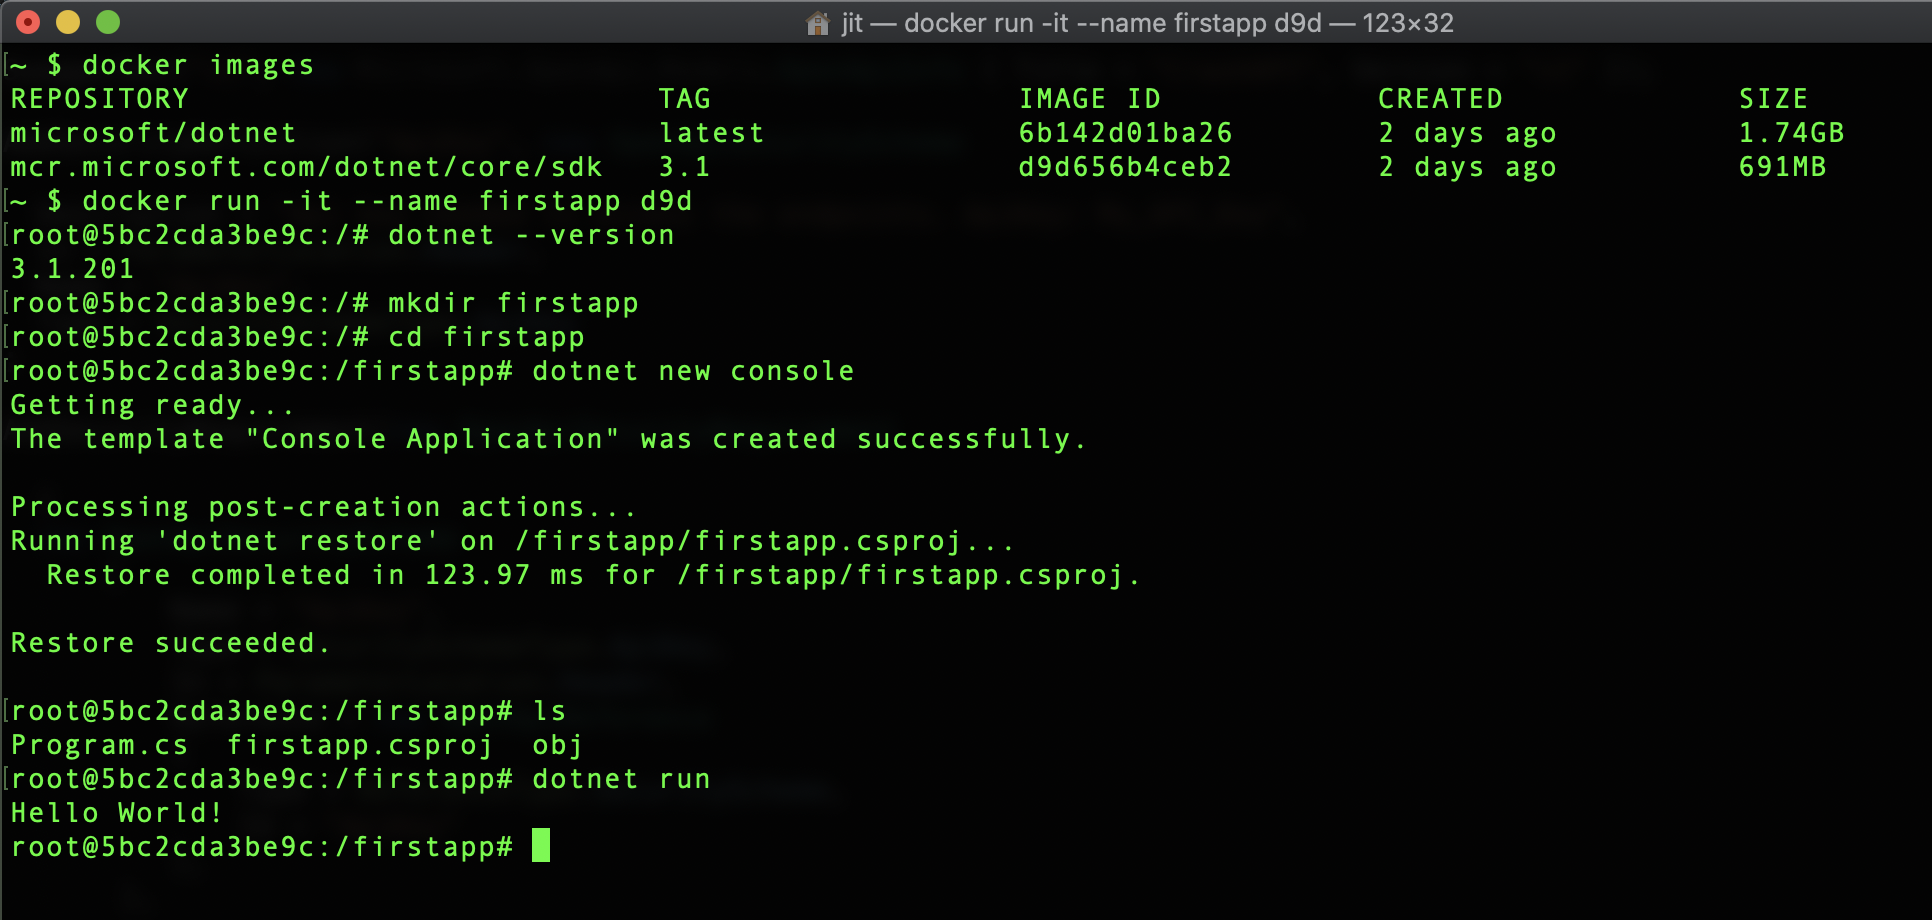 jit — docker run -it --name firstapp d9d — 123×32
~ $ docker images
REPOSITORY TAG IMAGE ID CREATED SIZE
microsoft/dotnet latest 6b142d01ba26 2 days ago 1.74GB
mcr.microsoft.com/dotnet/core/sdk 3.1 d9d656b4ceb2 2 days ago 691MB
~ $ docker run -it --name firstapp d9d
root@5bc2cda3be9c:/# dotnet --version
3.1.201
root@5bc2cda3be9c:/# mkdir firstapp
root@5bc2cda3be9c:/# cd firstapp
root@5bc2cda3be9c:/firstapp# dotnet new console
Getting ready...
The template "Console Application" was created successfully.
Processing post-creation actions...
Running 'dotnet restore' on /firstapp/firstapp.csproj...
Restore completed in 123.97 ms for /firstapp/firstapp.csproj.
Restore succeeded.
root@5bc2cda3be9c:/firstapp# ls
Program.cs firstapp.csproj obj
root@5bc2cda3be9c:/firstapp# dotnet run
Hello World!
root@5bc2cda3be9c:/firstapp#